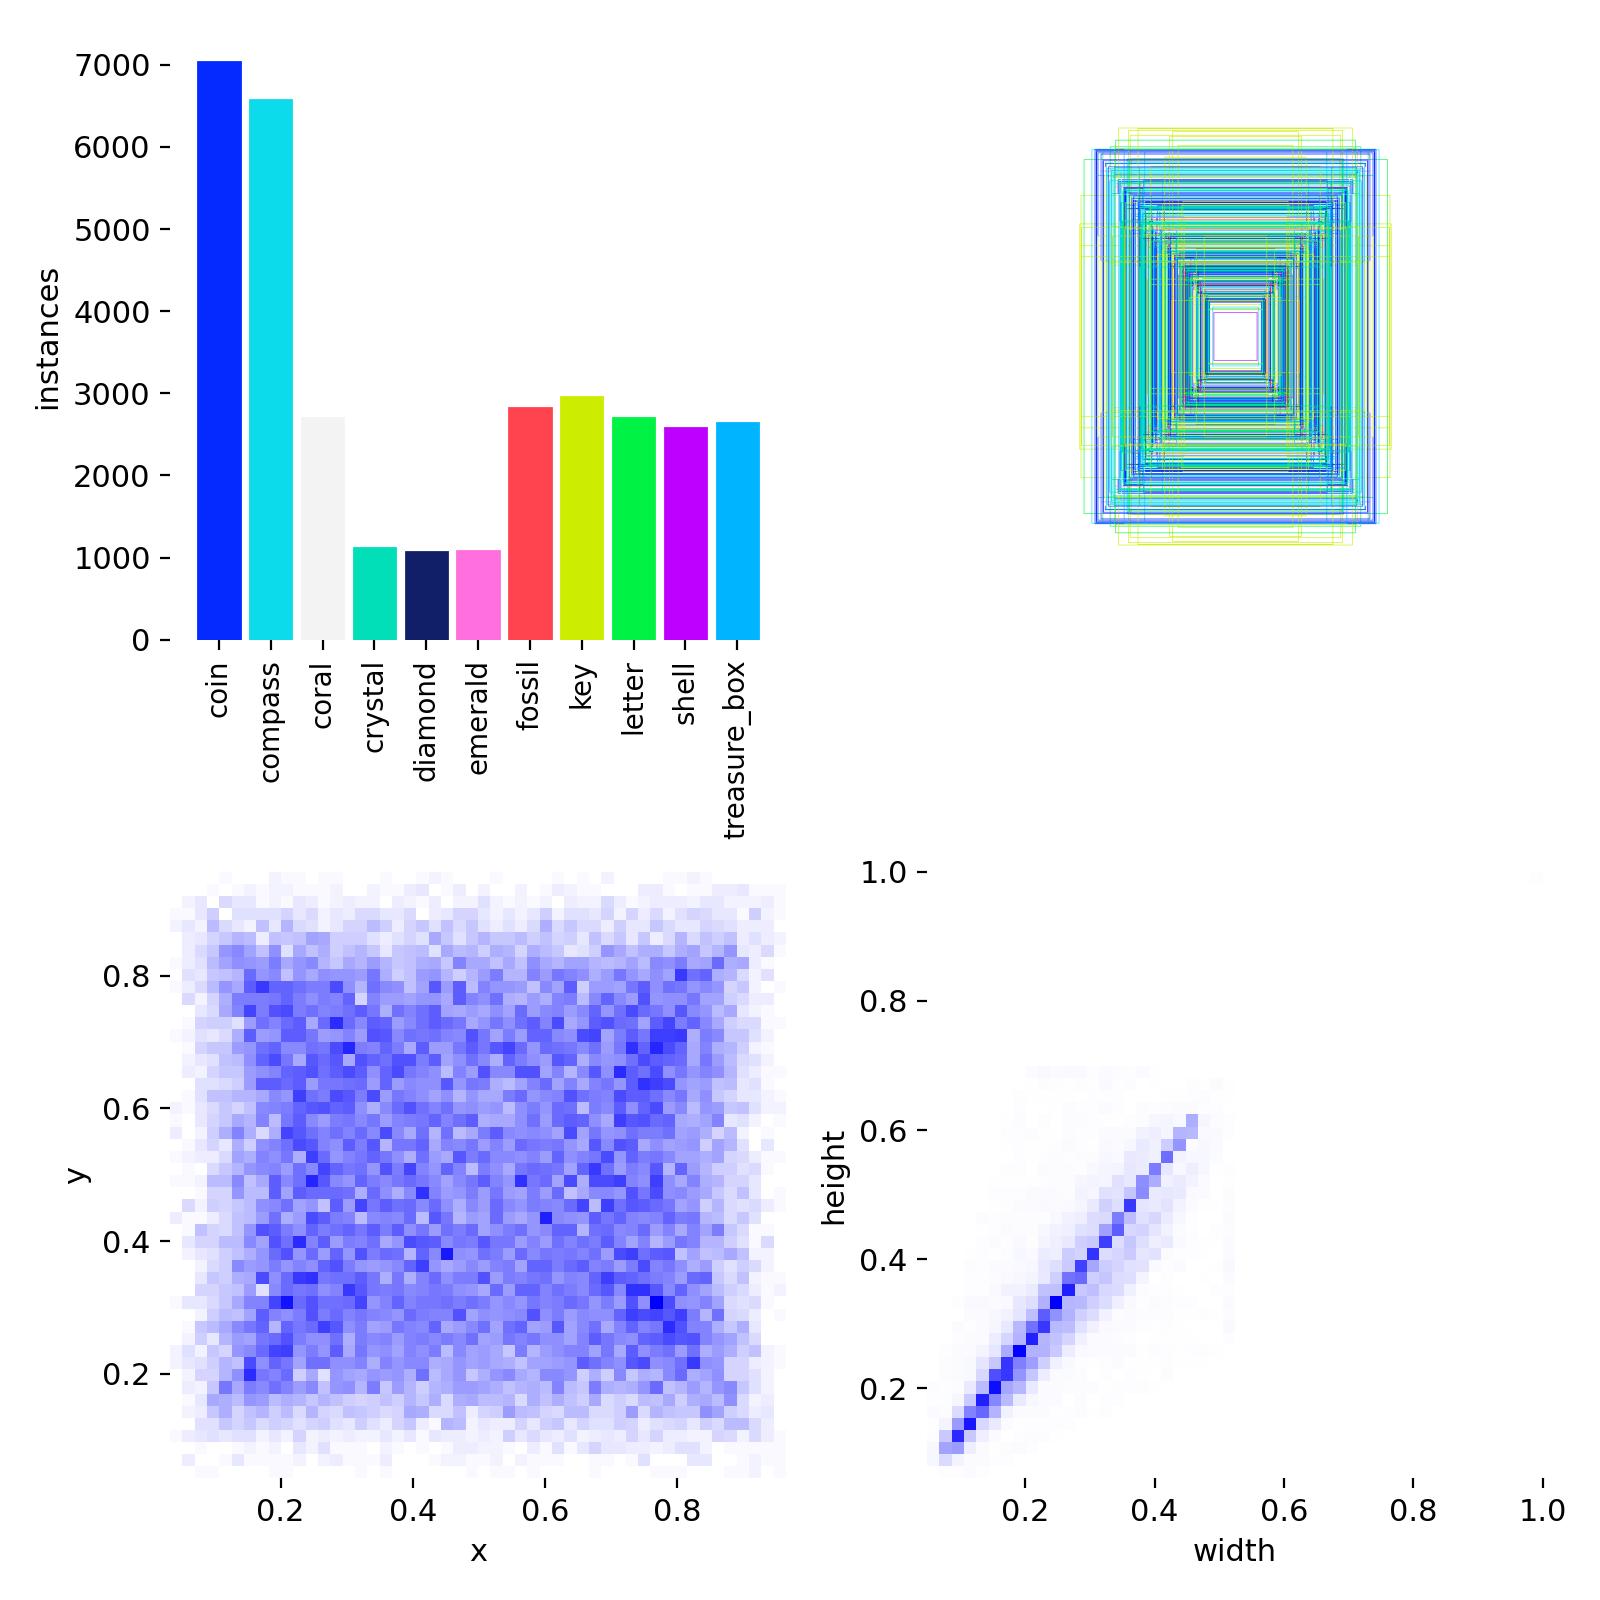 7000
6000
5000
4000
3000
2000
1000
0
instances
coin
compass
coral
crystal
diamond
emerald
fossil
key
letter
shell
treasure_box
0.8
0.6
0.4
0.2
y
0.2 0.4 0.6 0.8
x
1.0
0.8
0.6
0.4
0.2
height
0.2 0.4 0.6 0.8 1.0
width